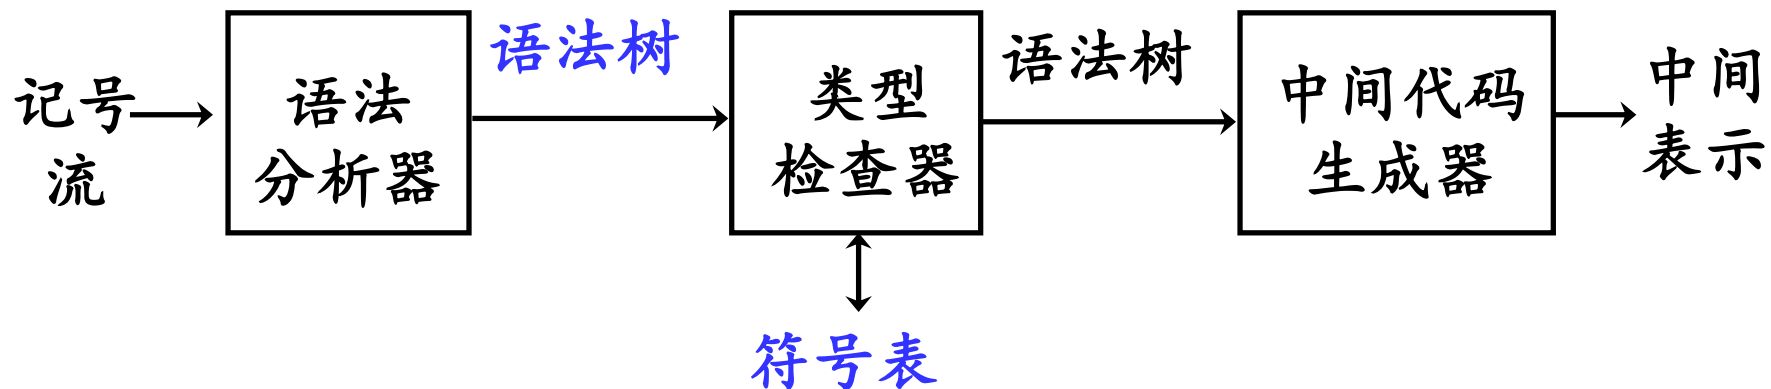 记号流
语法分析器
语法树
类型检查器
符号表
语法树
中间代码生成器
中间表示